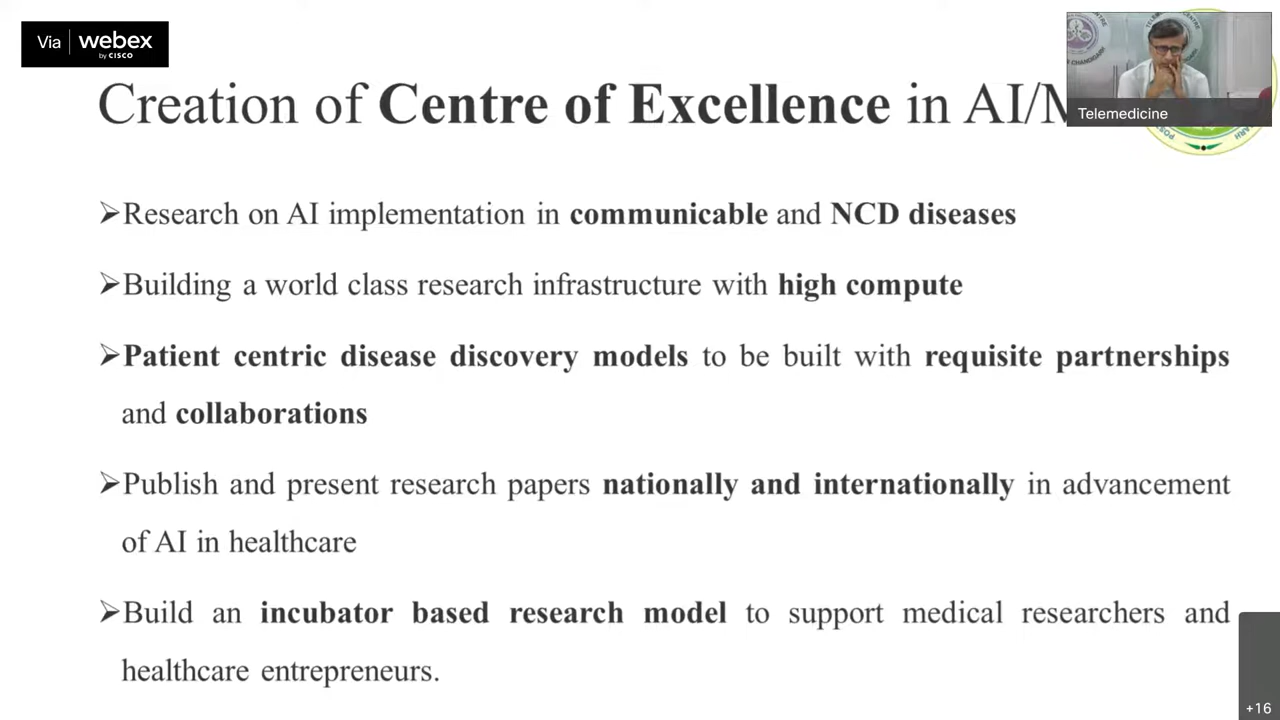 Via webex
by CISCO
Creation of Centre of Excellence in AI/M
Telemedicine
➢Research on AI implementation in communicable and NCD diseases
➢Building a world class research infrastructure with high compute
➢Patient centric disease discovery models to be built with requisite partnerships
and collaborations
➢Publish and present research papers nationally and internationally in advancement
of AI in healthcare
➢Build an incubator based research model to support medical researchers and
healthcare entrepreneurs.
+16